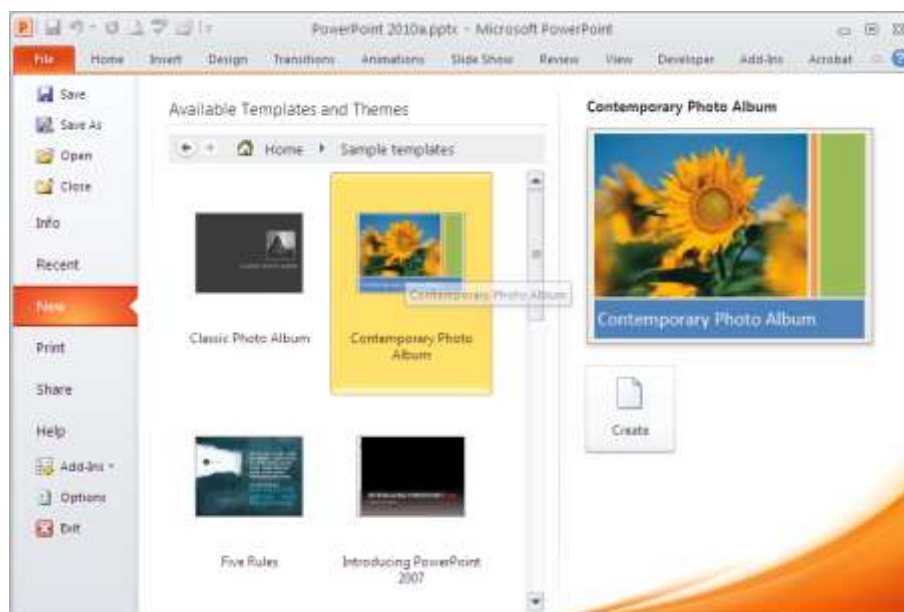 PowerPoint 2010a.pptx - Microsoft PowerPoint
File Home Insert Design Transitions Animations Slide Show Review View Developer Add-Ins Acrobat
Save
Save As
Open
Close
Info
Recent
New
Print
Share
Help
Add-Ins
Options
Exit
Available Templates and Themes
Home Sample templates
Classic Photo Album
Contemporary Photo
Album
Contemporary Photo Album
Five Rules
Introducing PowerPoint
2007
Contemporary Photo Album
Contemporary Photo Album
Create